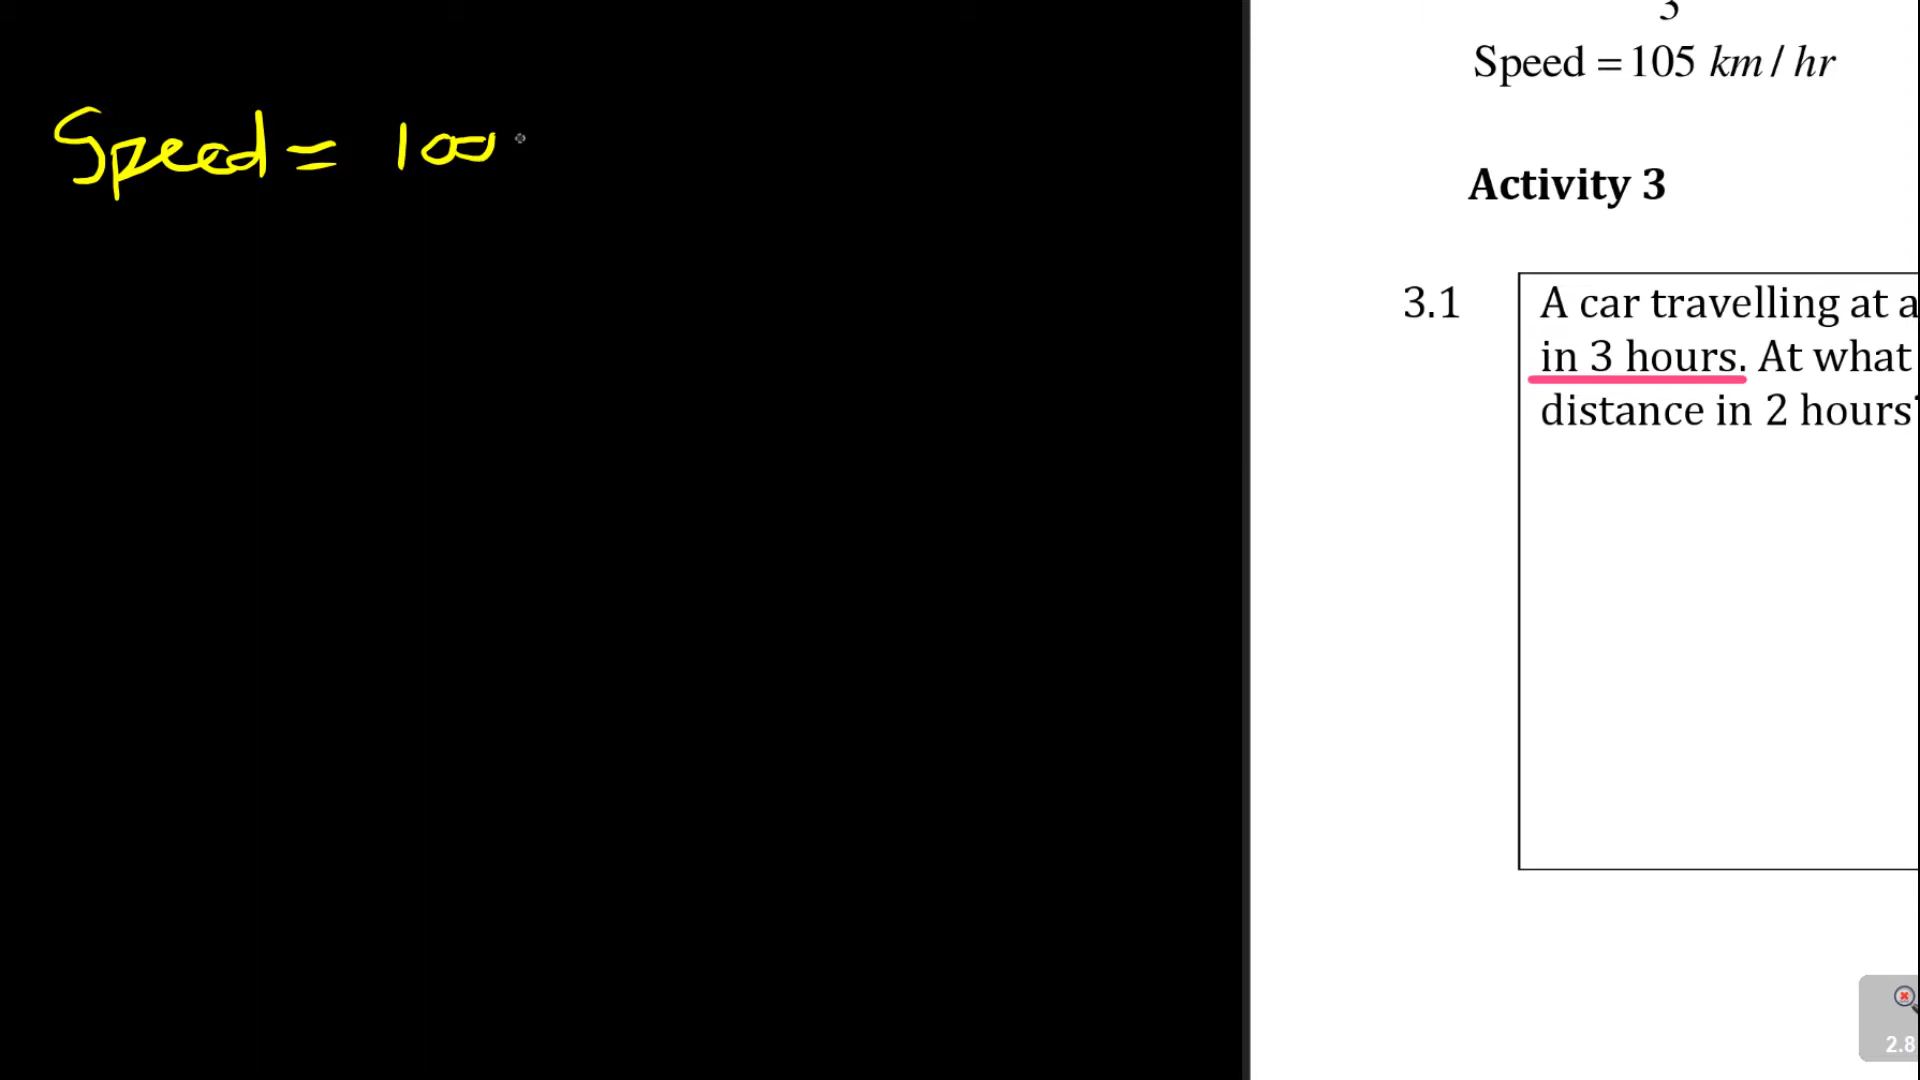 Speed = 100
3
Speed = 105 km / hr
Activity 3
3.1 A car travelling at a
in 3 hours. At what
distance in 2 hours
2.8